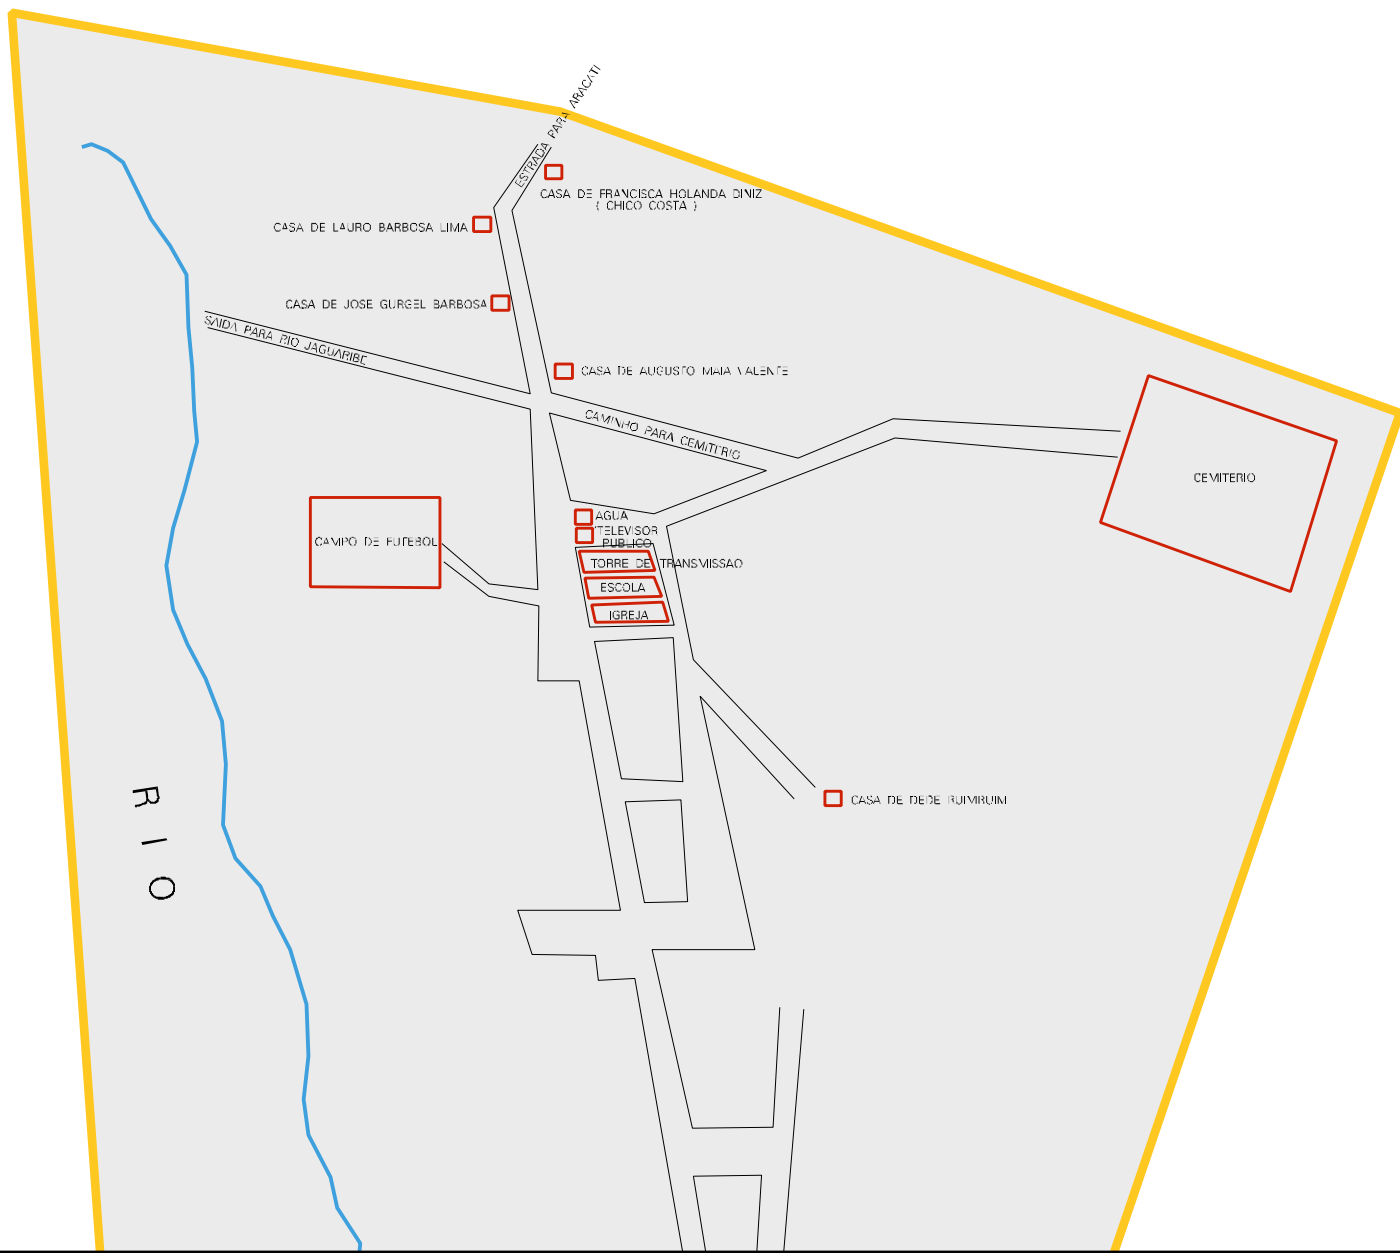 ESTRADA PARA ARACATI
CASA DE FRANCISCA HOLANDA DINIZ
( CHICO COSTA )
CASA DE LAURO BARBOSA LIMA
CASA DE JOSE GURGEL BARBOSA
SAIDA PARA RIO JAGUARIBE
CASA DE AUGUSTO MAIA VALENTE
CAMINHO PARA CEMITERIO
CEMITERIO
AGUA
TELEVISOR
PUBLICO
CAMPO DE FUTEBOL
TORRE DE TRANSMISSAO
ESCOLA
IGREJA
CASA DE DEDE RUIMRUIM
RIO